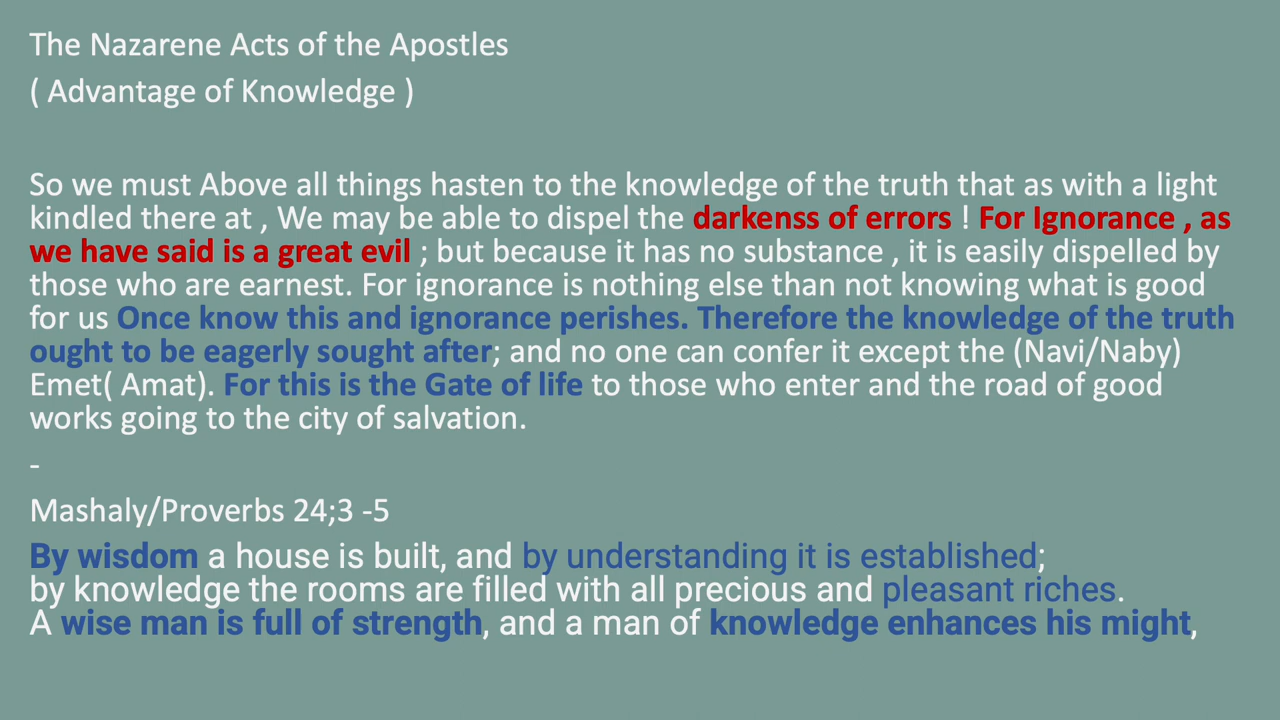 The Nazarene Acts of the Apostles
( Advantage of Knowledge )
So we must Above all things hasten to the knowledge of the truth that as with a light
kindled there at , We may be able to dispel the darkenss of errors ! For Ignorance , as
we have said is a great evil ; but because it has no substance , it is easily dispelled by
those who are earnest. For ignorance is nothing else than not knowing what is good
for us Once know this and ignorance perishes. Therefore the knowledge of the truth
ought to be eagerly sought after; and no one can confer it except the (Navi/Naby)
Emet( Amat). For this is the Gate of life to those who enter and the road of good
works going to the city of salvation.
-
Mashaly/Proverbs 24;3 -5
By wisdom a house is built, and by understanding it is established;
by knowledge the rooms are filled with all precious and pleasant riches.
A wise man is full of strength, and a man of knowledge enhances his might,